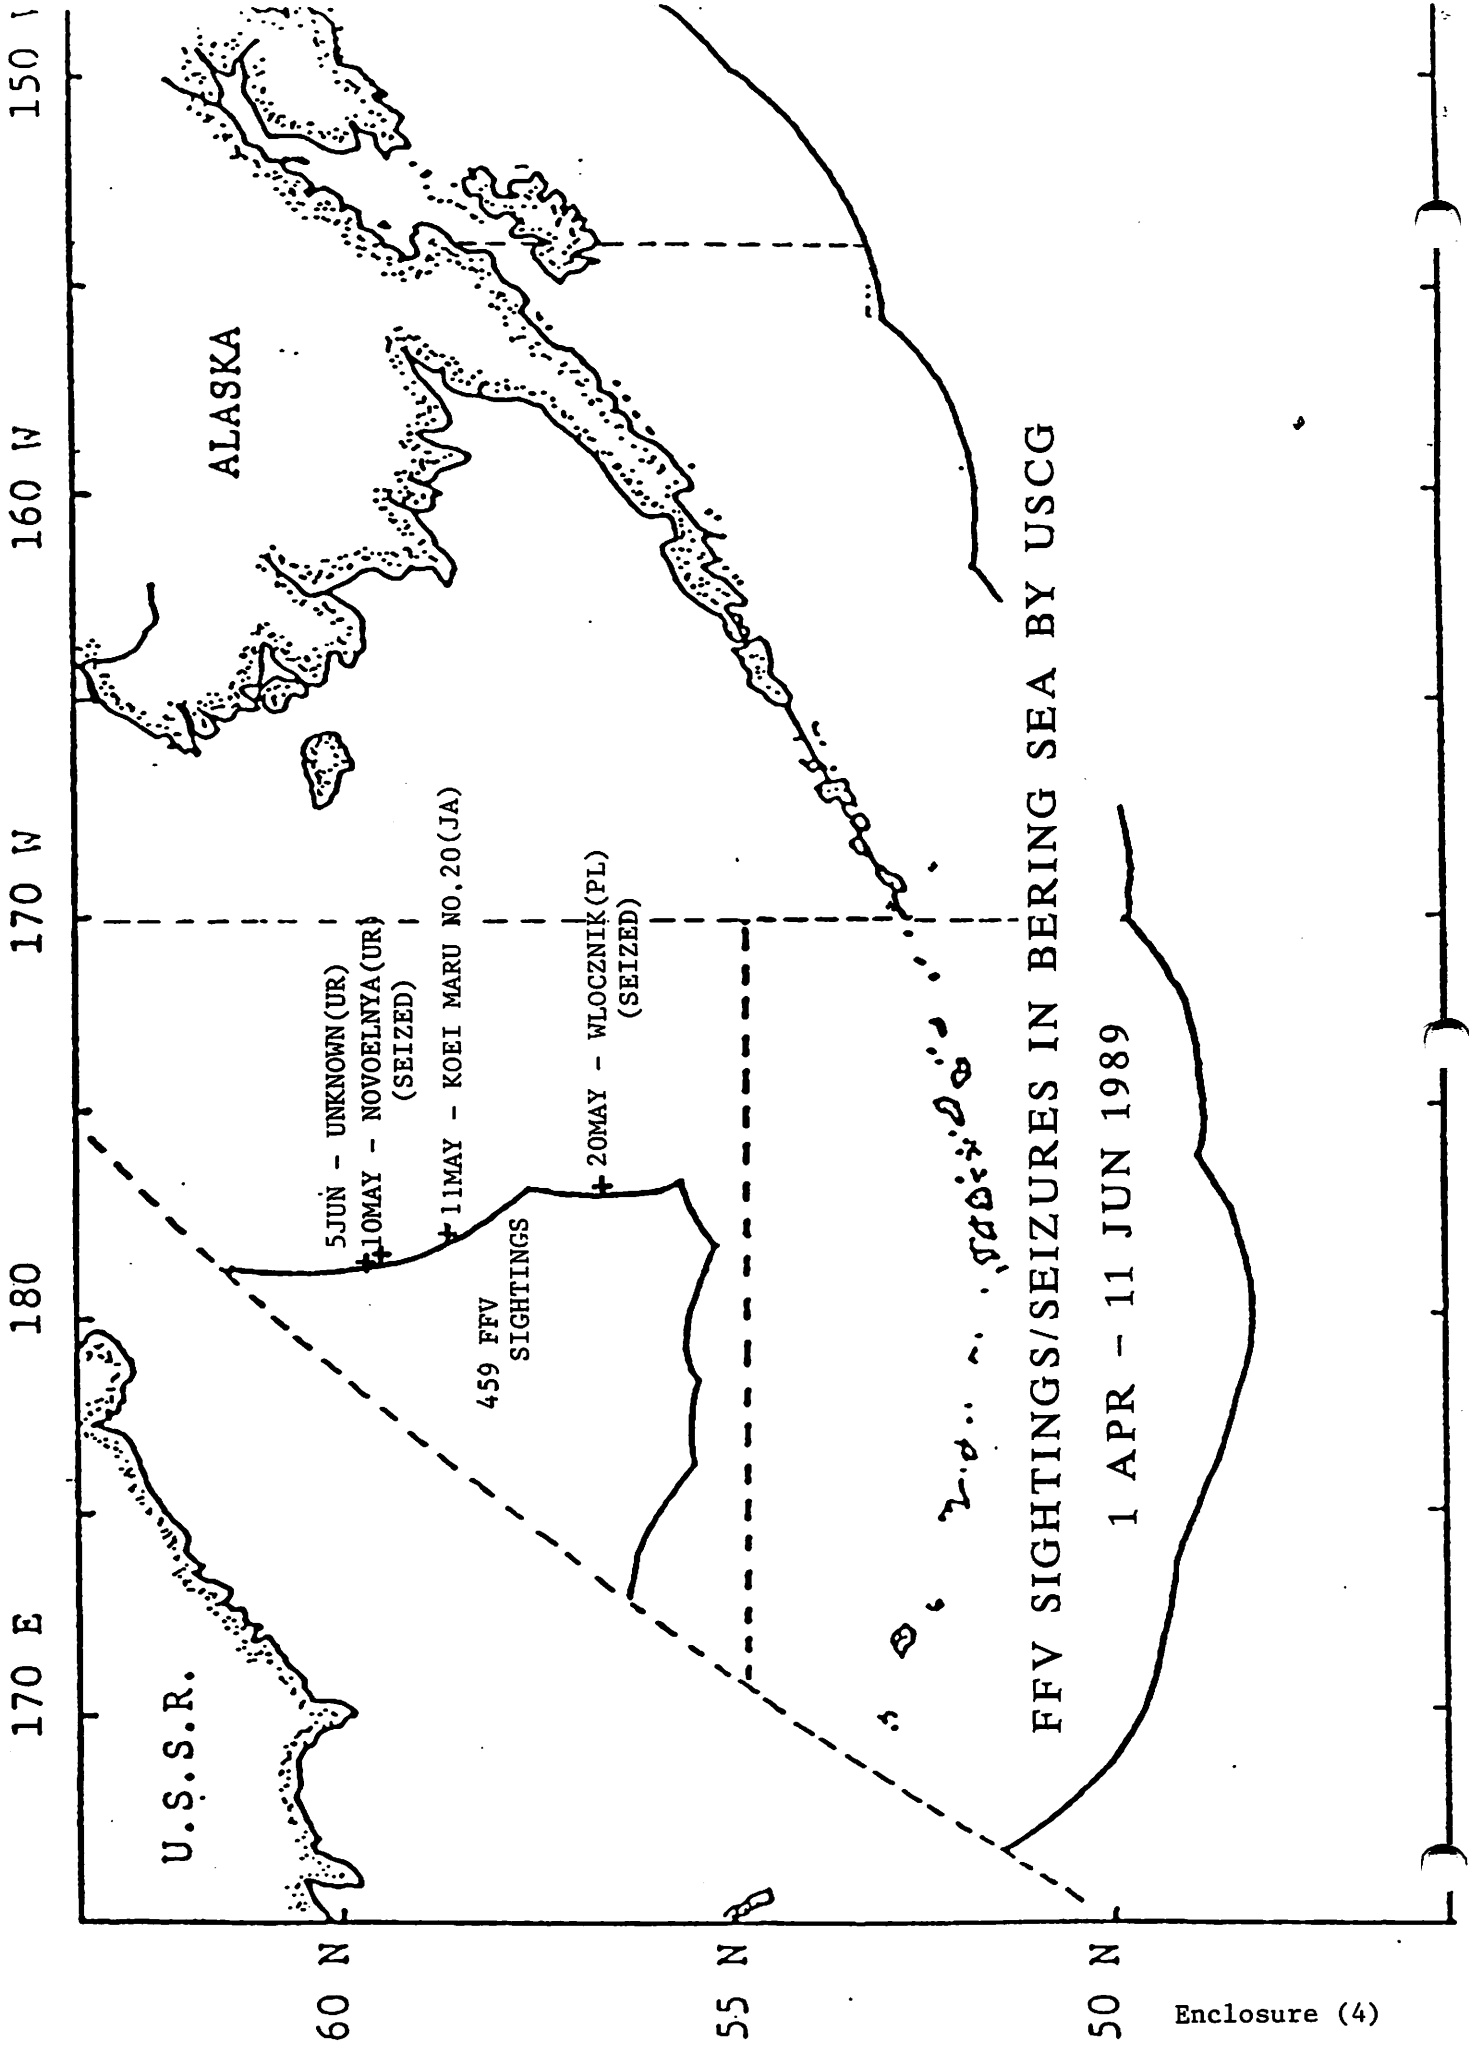 170 E
180
170 W
160 W
150
U.S.S.R.
ALASKA
5JUN - UNKNOWN(UR)
10MAY - NOVOELNYA(UR)
(SEIZED)
11MAY - KOEI MARU NO.20(JA)
459 FFV
SIGHTINGS
20MAY - WLOCZNIK(PL)
(SEIZED)
60 N
55 N
50 N
FFV SIGHTINGS/SEIZURES IN BERING SEA BY USCG
1 APR - 11 JUN 1989
Enclosure (4)